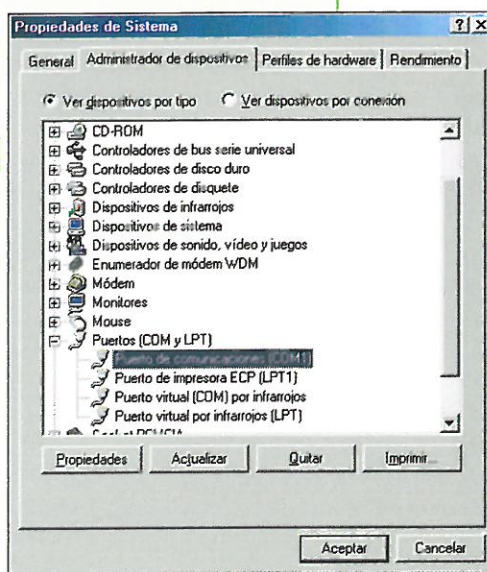 Propiedades de Sistema
General Administrador de dispositivos Perfiles de hardware Rendimiento
Ver dispositivos por tipo Ver dispositivos por conexión
CD-ROM
Controladores de bus serie universal
Controladores de disco duro
Controladores de disquete
Dispositivos de infrarrojos
Dispositivos de sistema
Dispositivos de sonido, vídeo y juegos
Enumerador de módem WDM
Módem
Monitores
Mouse
Puertos (COM y LPT)
Puerto de comunicaciones (COM1)
Puerto de impresora ECP (LPT1)
Puerto virtual (COM) por infrarrojos
Puerto virtual por infrarrojos (LPT)
Socket PCMCIA
Propiedades Actualizar Quitar Imprimir...
Aceptar Cancelar